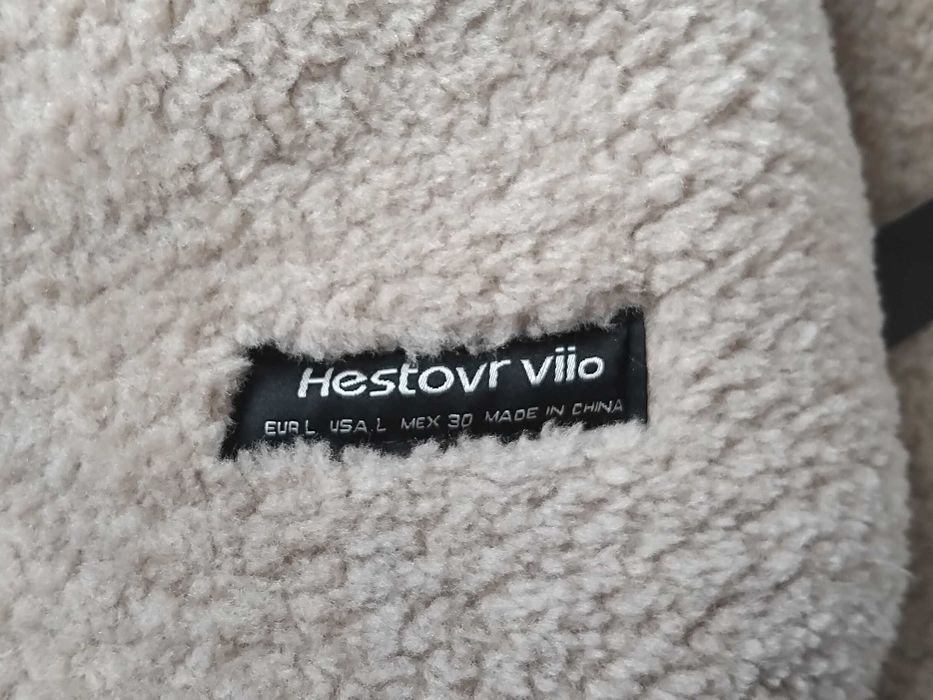 Hestovr viio
EUR L USA L MEX 30 MADE IN CHINA